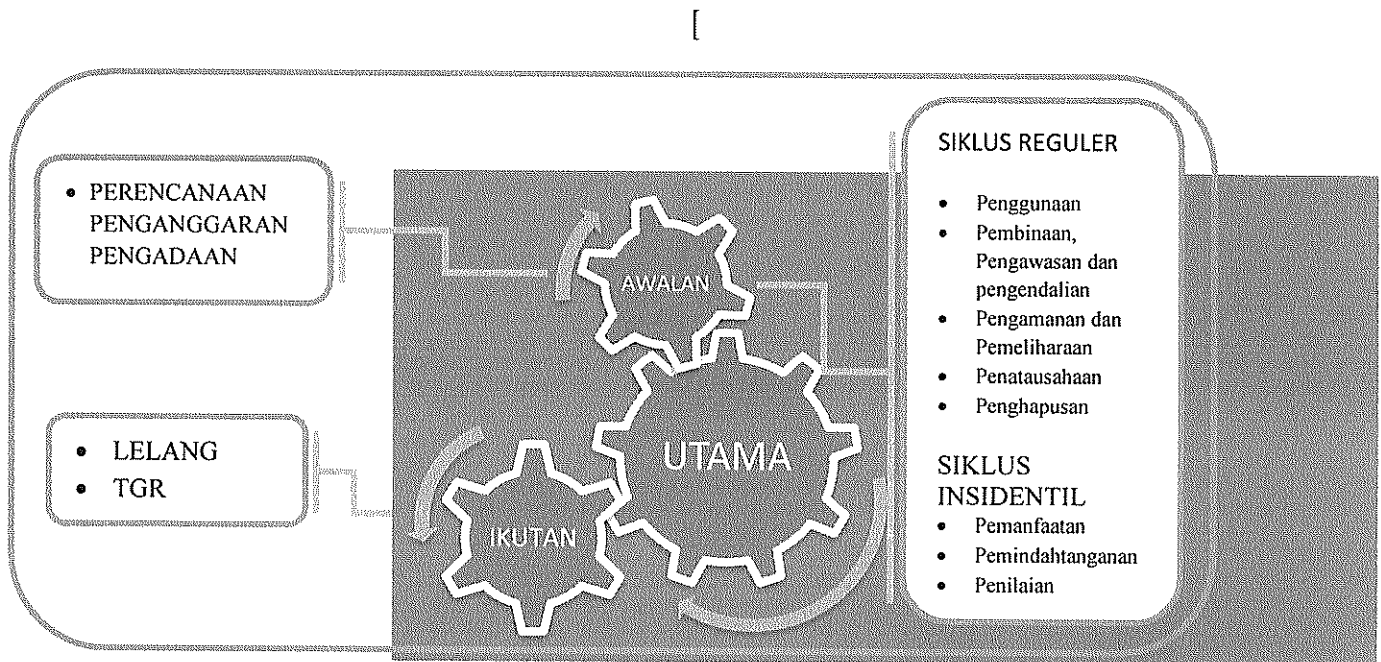 [
• PERENCANAAN
PENGANGGARAN
PENGADAAN
• LELANG
• TGR
AWALAN
UTAMA
IKUTAN
SIKLUS REGULER
• Penggunaan
• Pembinaan,
Pengawasan dan
pengendalian
• Pengamanan dan
Pemeliharaan
• Penatausahaan
• Penghapusan
SIKLUS
INSIDENTIL
• Pemanfaatan
• Pemindahtanganan
• Penilaian